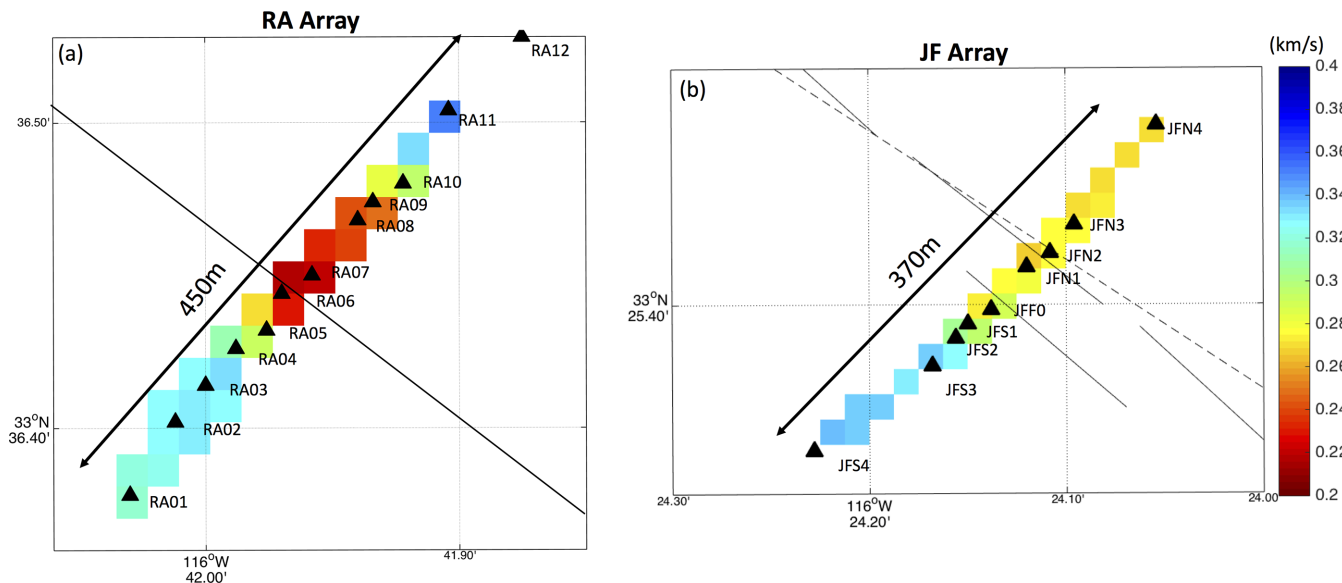 RA Array
(a)
RA12
450m
RA11
RA10
RA09
RA08
RA07
RA06
RA05
RA04
RA03
RA02
RA01
36.50'
33°N
36.40'
116°W
42.00'
41.90'
JF Array
(b)
370m
JFN4
JFN3
JFN2
JFN1
JFF0
JFS1
JFS2
JFS3
JFS4
33°N
25.40'
24.30'
116°W
24.20'
24.10'
24.00'
(km/s)
0.4
0.38
0.36
0.34
0.32
0.3
0.28
0.26
0.24
0.22
0.2